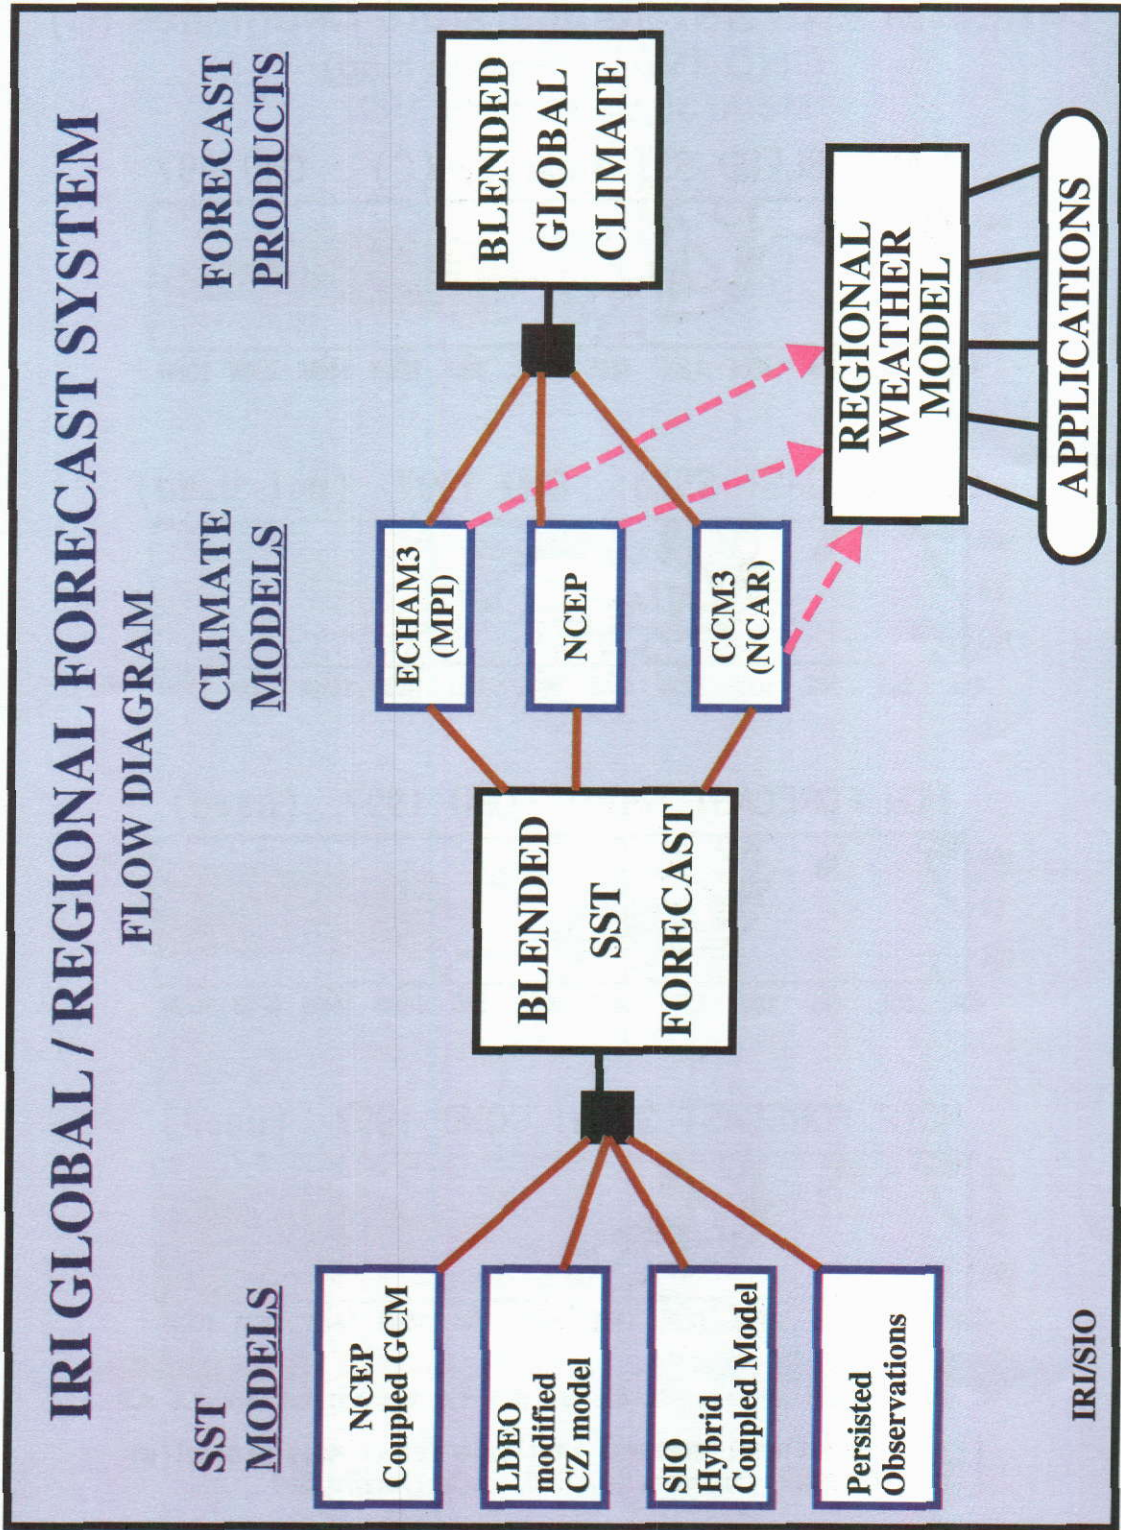 IRI GLOBAL / REGIONAL FORECAST SYSTEM
FLOW DIAGRAM
SST
MODELS
CLIMATE
MODELS
FORECAST
PRODUCTS
NCEP
Coupled GCM
LDEO
modified
CZ model
SIO
Hybrid
Coupled Model
Persisted
Observations
BLENDED
SST
FORECAST
ECHAM3
(MPI)
NCEP
CCM3
(NCAR)
BLENDED
GLOBAL
CLIMATE
REGIONAL
WEATHER
MODEL
APPLICATIONS
IRI/SIO